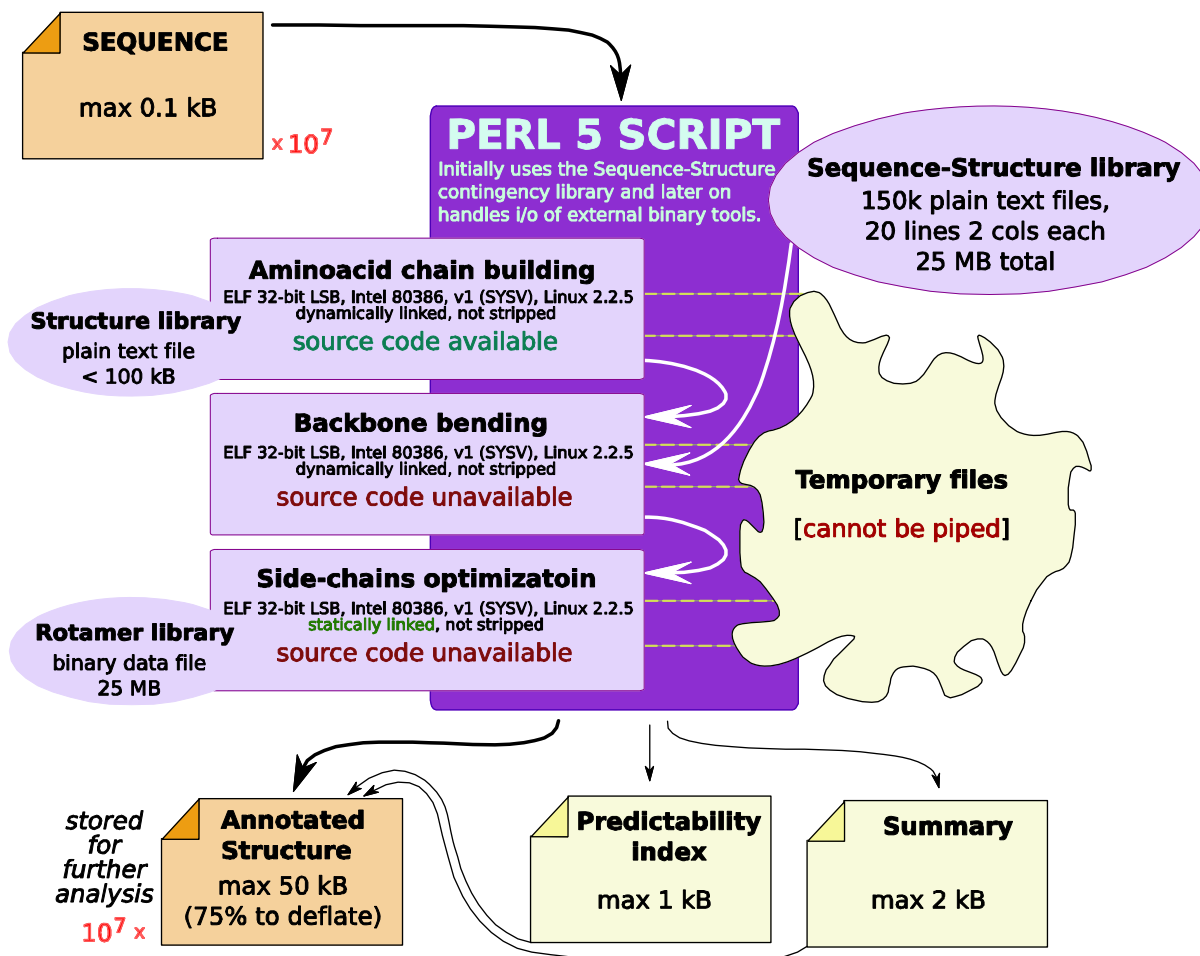 SEQUENCE
max 0.1 kB
x 10⁷
PERL 5 SCRIPT
Initially uses the Sequence-Structure
contingency library and later on
handles i/o of external binary tools.
Sequence-Structure library
150k plain text files,
20 lines 2 cols each
25 MB total
Aminoacid chain building
ELF 32-bit LSB, Intel 80386, v1 (SYSV), Linux 2.2.5
dynamically linked, not stripped
source code available
Structure library
plain text file
< 100 kB
Backbone bending
ELF 32-bit LSB, Intel 80386, v1 (SYSV), Linux 2.2.5
dynamically linked, not stripped
source code unavailable
Temporary files
[cannot be piped]
Side-chains optimizatoin
ELF 32-bit LSB, Intel 80386, v1 (SYSV), Linux 2.2.5
statically linked, not stripped
source code unavailable
Rotamer library
binary data file
25 MB
stored
for
further
analysis
10⁷ x
Annotated
Structure
max 50 kB
(75% to deflate)
Predictability
index
max 1 kB
Summary
max 2 kB